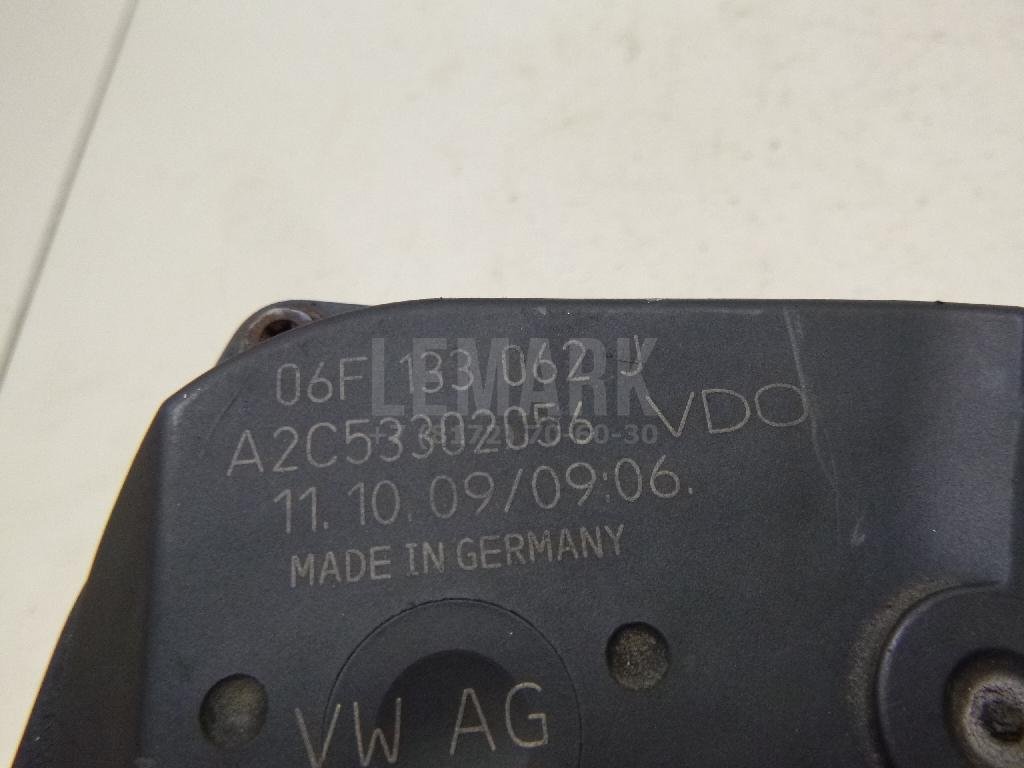 06F 133 062 J
A2C53302056 VDO
11.10.09/09:06.
MADE IN GERMANY
VW AG
LEMARK